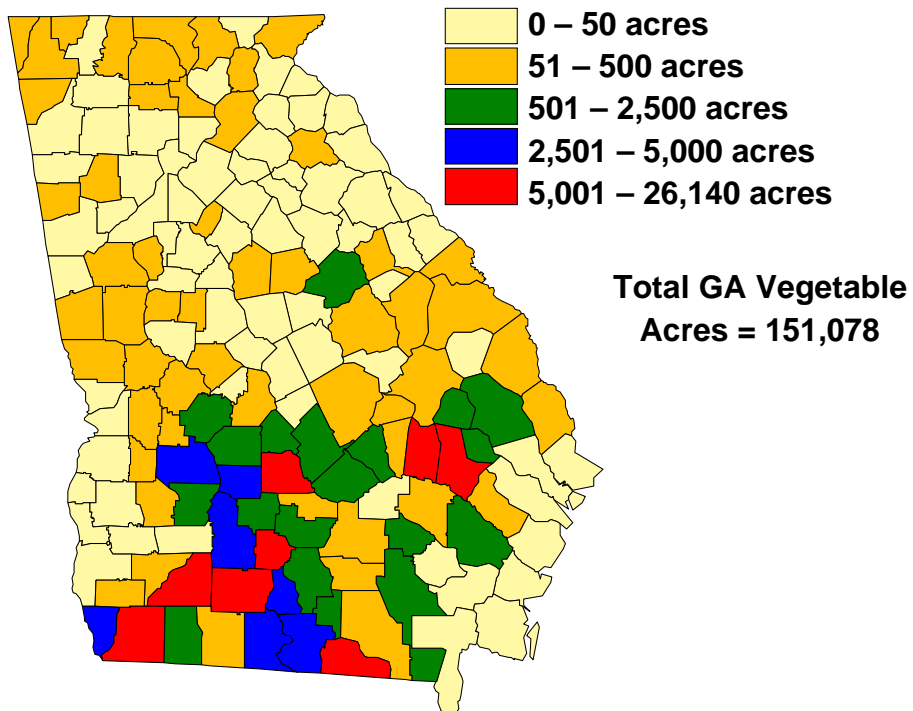 0 – 50 acres
51 – 500 acres
501 – 2,500 acres
2,501 – 5,000 acres
5,001 – 26,140 acres
Total GA Vegetable
Acres = 151,078